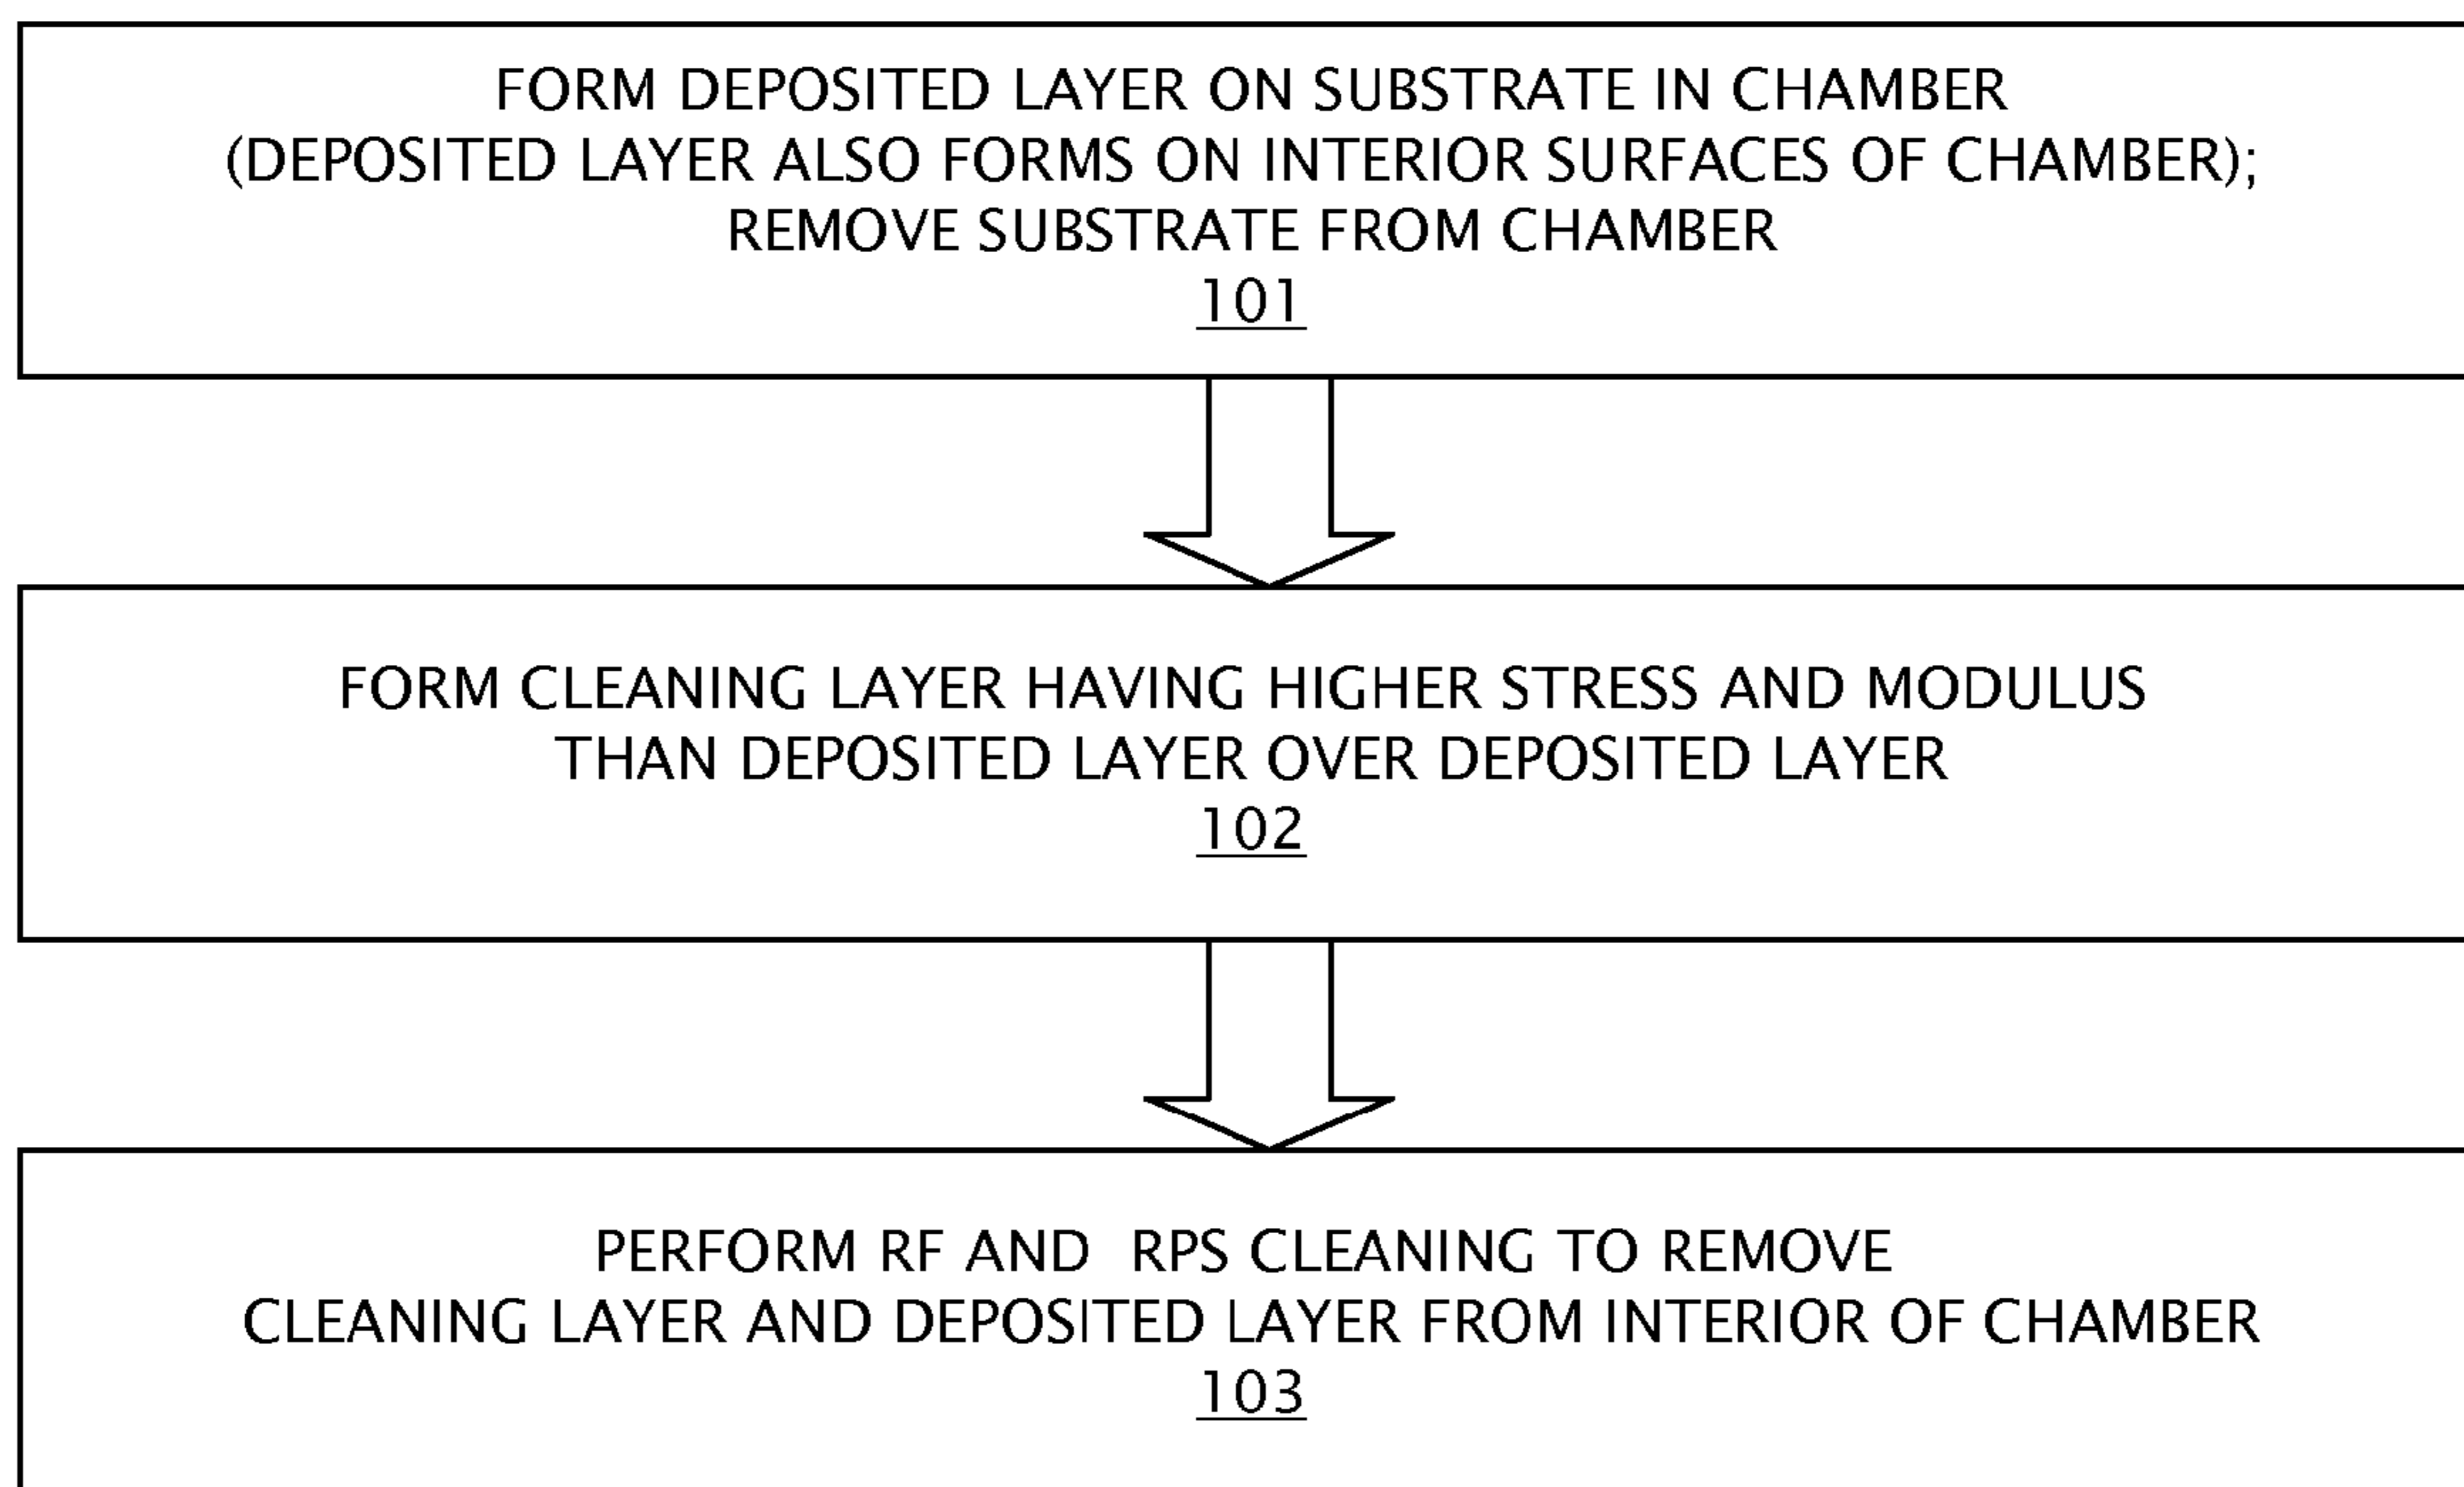 FORM DEPOSITED LAYER ON SUBSTRATE IN CHAMBER
(DEPOSITED LAYER ALSO FORMS ON INTERIOR SURFACES OF CHAMBER);
REMOVE SUBSTRATE FROM CHAMBER
101
FORM CLEANING LAYER HAVING HIGHER STRESS AND MODULUS
THAN DEPOSITED LAYER OVER DEPOSITED LAYER
102
PERFORM RF AND RPS CLEANING TO REMOVE
CLEANING LAYER AND DEPOSITED LAYER FROM INTERIOR OF CHAMBER
103